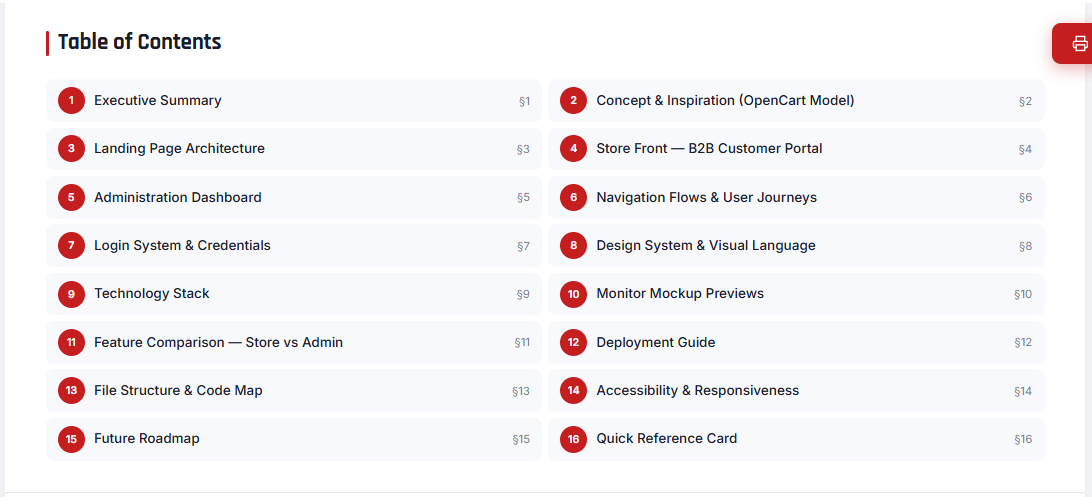 Table of Contents
1 Executive Summary §1
2 Concept & Inspiration (OpenCart Model) §2
3 Landing Page Architecture §3
4 Store Front — B2B Customer Portal §4
5 Administration Dashboard §5
6 Navigation Flows & User Journeys §6
7 Login System & Credentials §7
8 Design System & Visual Language §8
9 Technology Stack §9
10 Monitor Mockup Previews §10
11 Feature Comparison — Store vs Admin §11
12 Deployment Guide §12
13 File Structure & Code Map §13
14 Accessibility & Responsiveness §14
15 Future Roadmap §15
16 Quick Reference Card §16